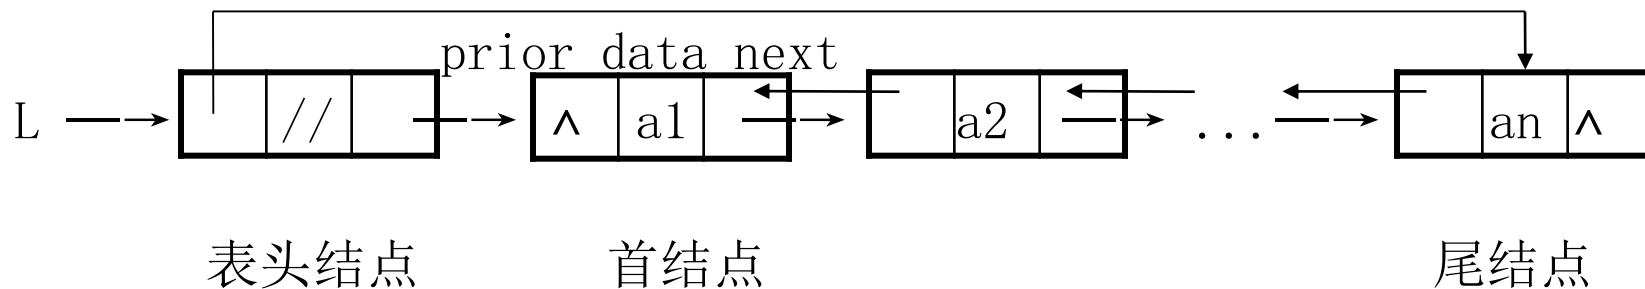 prior data next
L // ∧ a1 a2 ... an ∧
表头结点 首结点 尾结点